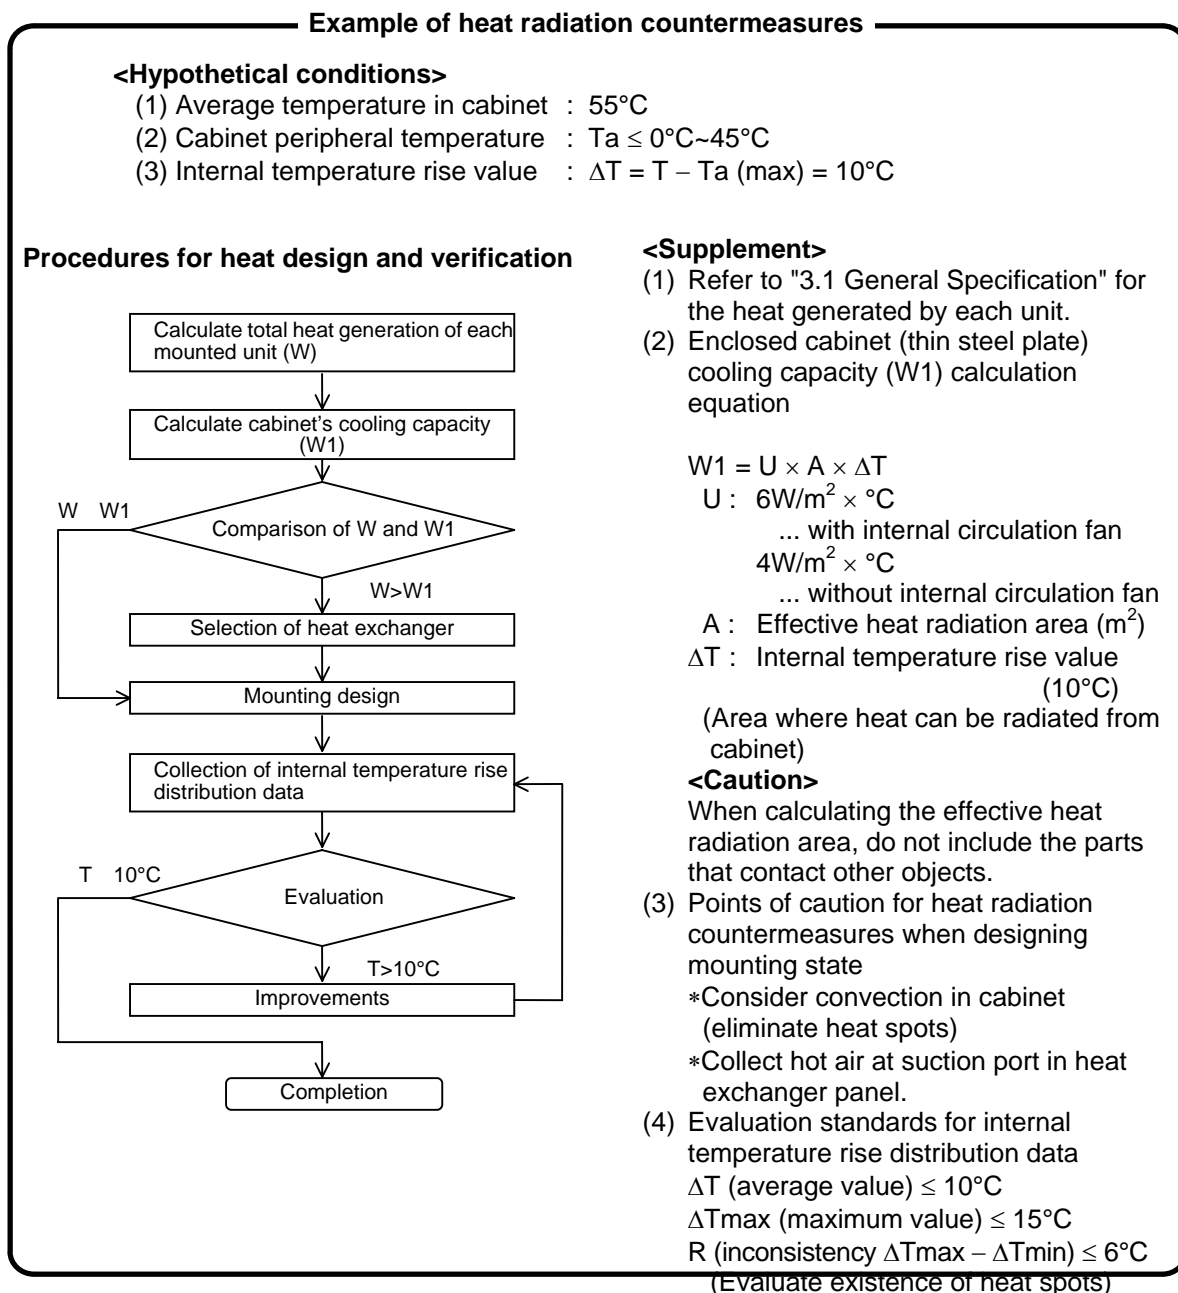 Example of heat radiation countermeasures
<Hypothetical conditions>
(1) Average temperature in cabinet : 55°C
(2) Cabinet peripheral temperature : Ta ≤ 0°C~45°C
(3) Internal temperature rise value : ∆T = T − Ta (max) = 10°C
Procedures for heat design and verification
Calculate total heat generation of each
mounted unit (W)
Calculate cabinet's cooling capacity
(W1)
W W1
Comparison of W and W1
W>W1
Selection of heat exchanger
Mounting design
Collection of internal temperature rise
distribution data
T 10°C
Evaluation
T>10°C
Improvements
Completion
<Supplement>
(1) Refer to "3.1 General Specification" for
the heat generated by each unit.
(2) Enclosed cabinet (thin steel plate)
cooling capacity (W1) calculation
equation
W1 = U × A × ∆T
U : 6W/m² × °C
... with internal circulation fan
4W/m² × °C
... without internal circulation fan
A : Effective heat radiation area (m²)
∆T : Internal temperature rise value
(10°C)
(Area where heat can be radiated from
cabinet)
<Caution>
When calculating the effective heat
radiation area, do not include the parts
that contact other objects.
(3) Points of caution for heat radiation
countermeasures when designing
mounting state
∗Consider convection in cabinet
(eliminate heat spots)
∗Collect hot air at suction port in heat
exchanger panel.
(4) Evaluation standards for internal
temperature rise distribution data
∆T (average value) ≤ 10°C
∆Tmax (maximum value) ≤ 15°C
R (inconsistency ∆Tmax − ∆Tmin) ≤ 6°C
(Evaluate existence of heat spots)